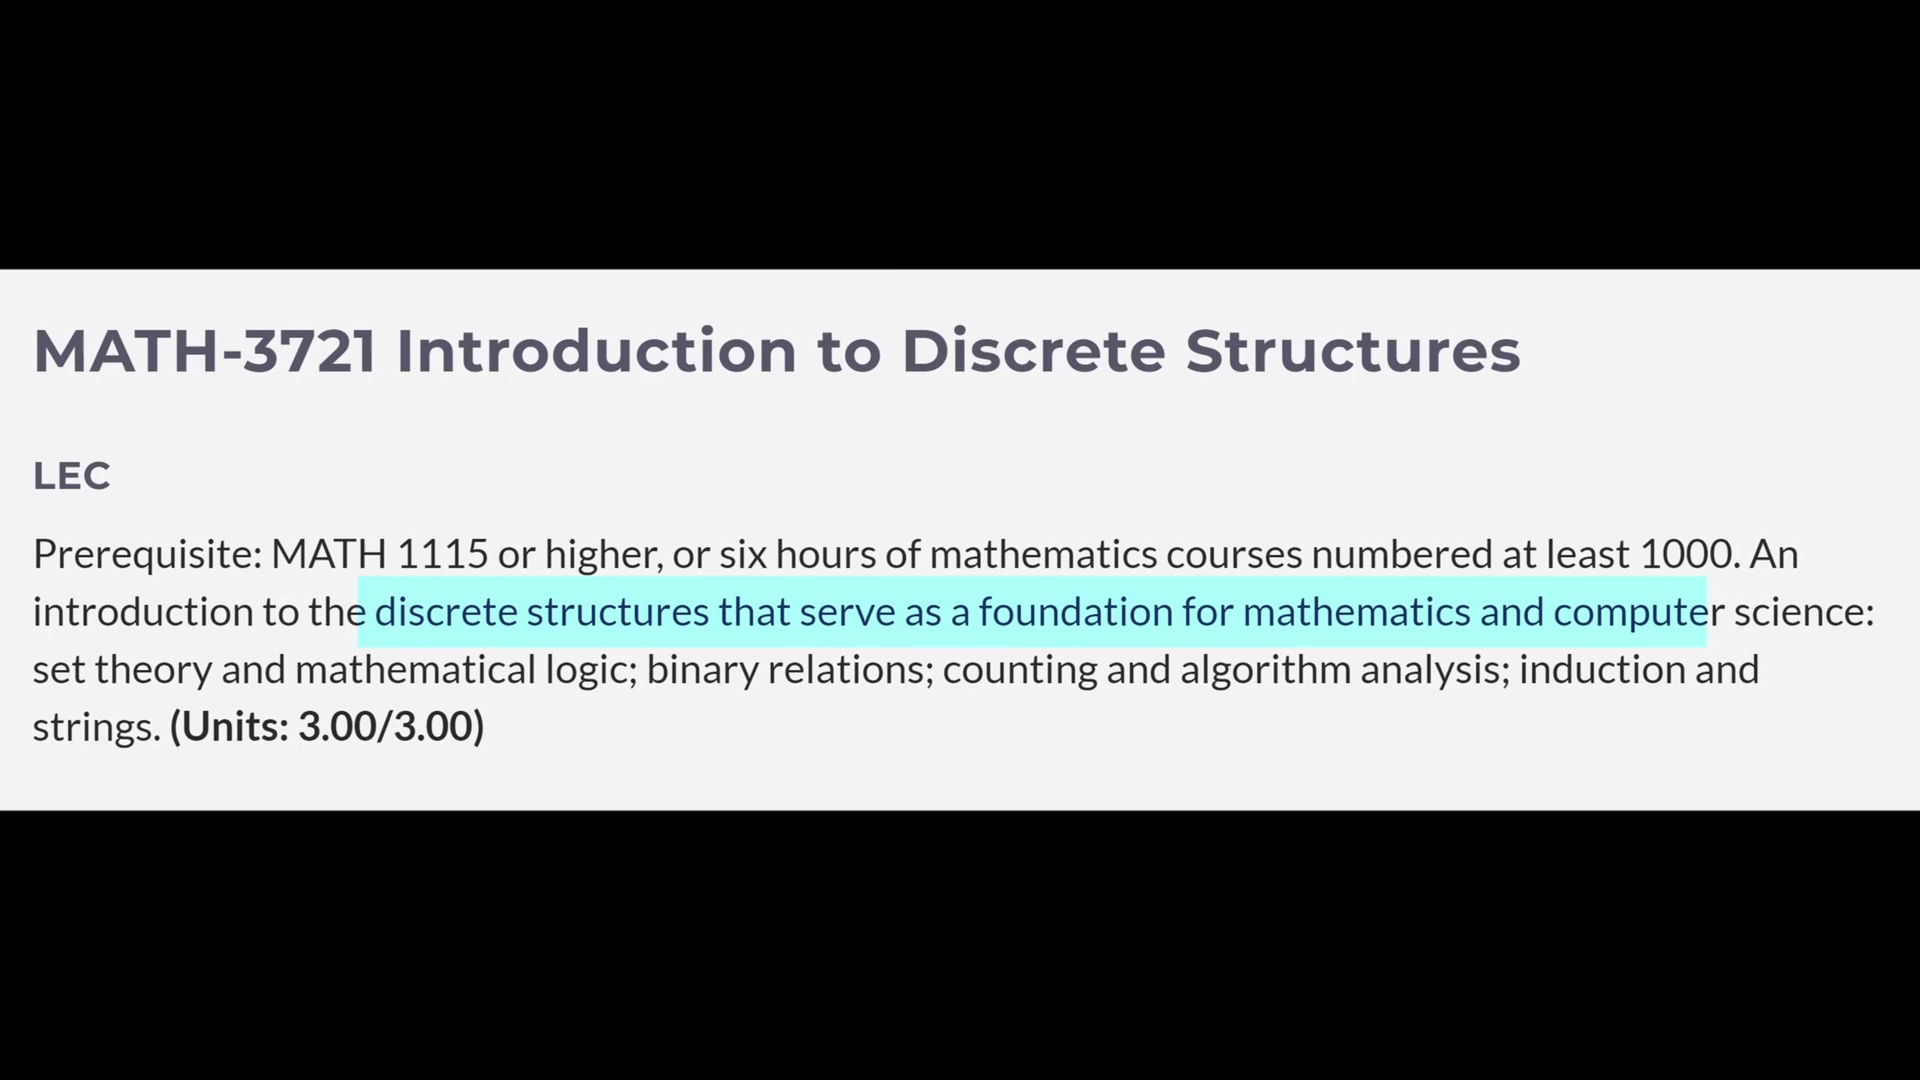 MATH-3721 Introduction to Discrete Structures
LEC
Prerequisite: MATH 1115 or higher, or six hours of mathematics courses numbered at least 1000. An
introduction to the discrete structures that serve as a foundation for mathematics and computer science:
set theory and mathematical logic; binary relations; counting and algorithm analysis; induction and
strings. (Units: 3.00/3.00)